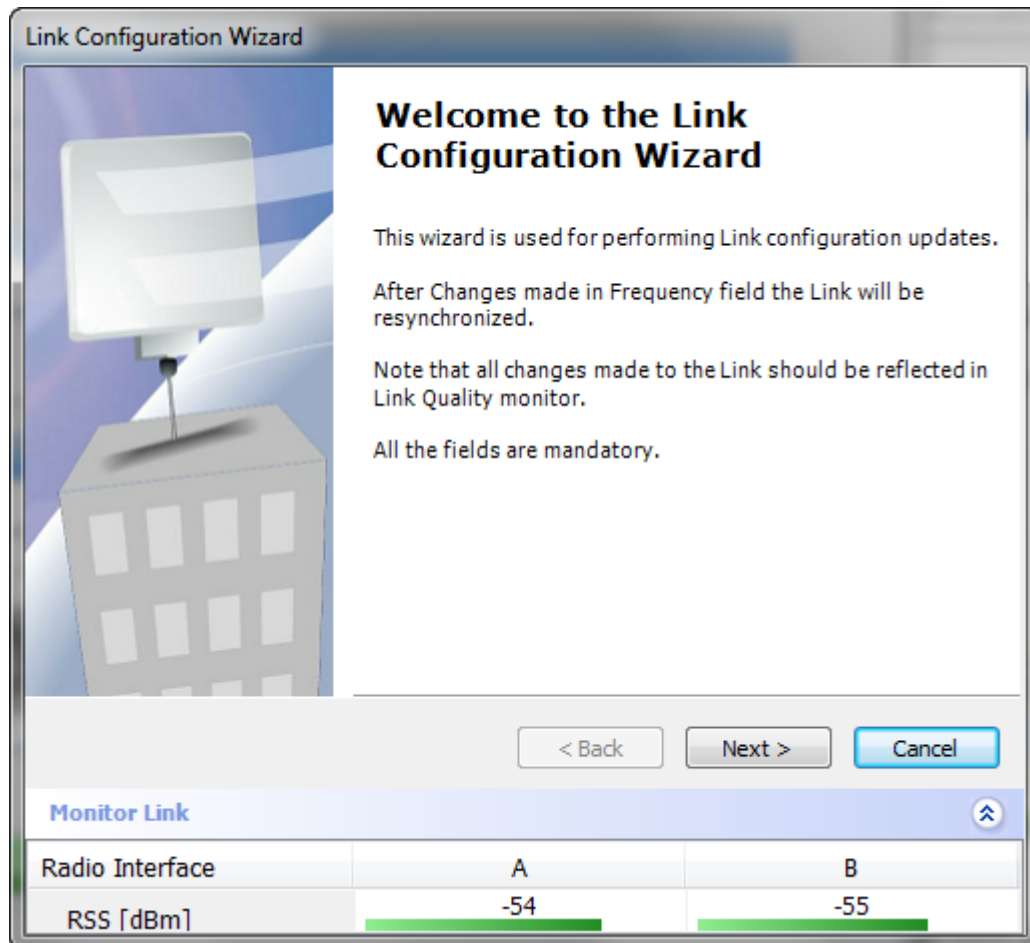 Link Configuration Wizard
Welcome to the Link
Configuration Wizard
This wizard is used for performing Link configuration updates.
After Changes made in Frequency field the Link will be
resynchronized.
Note that all changes made to the Link should be reflected in
Link Quality monitor.
All the fields are mandatory.
< Back Next > Cancel
Monitor Link
Radio Interface A B
RSS [dBm] -54 -55